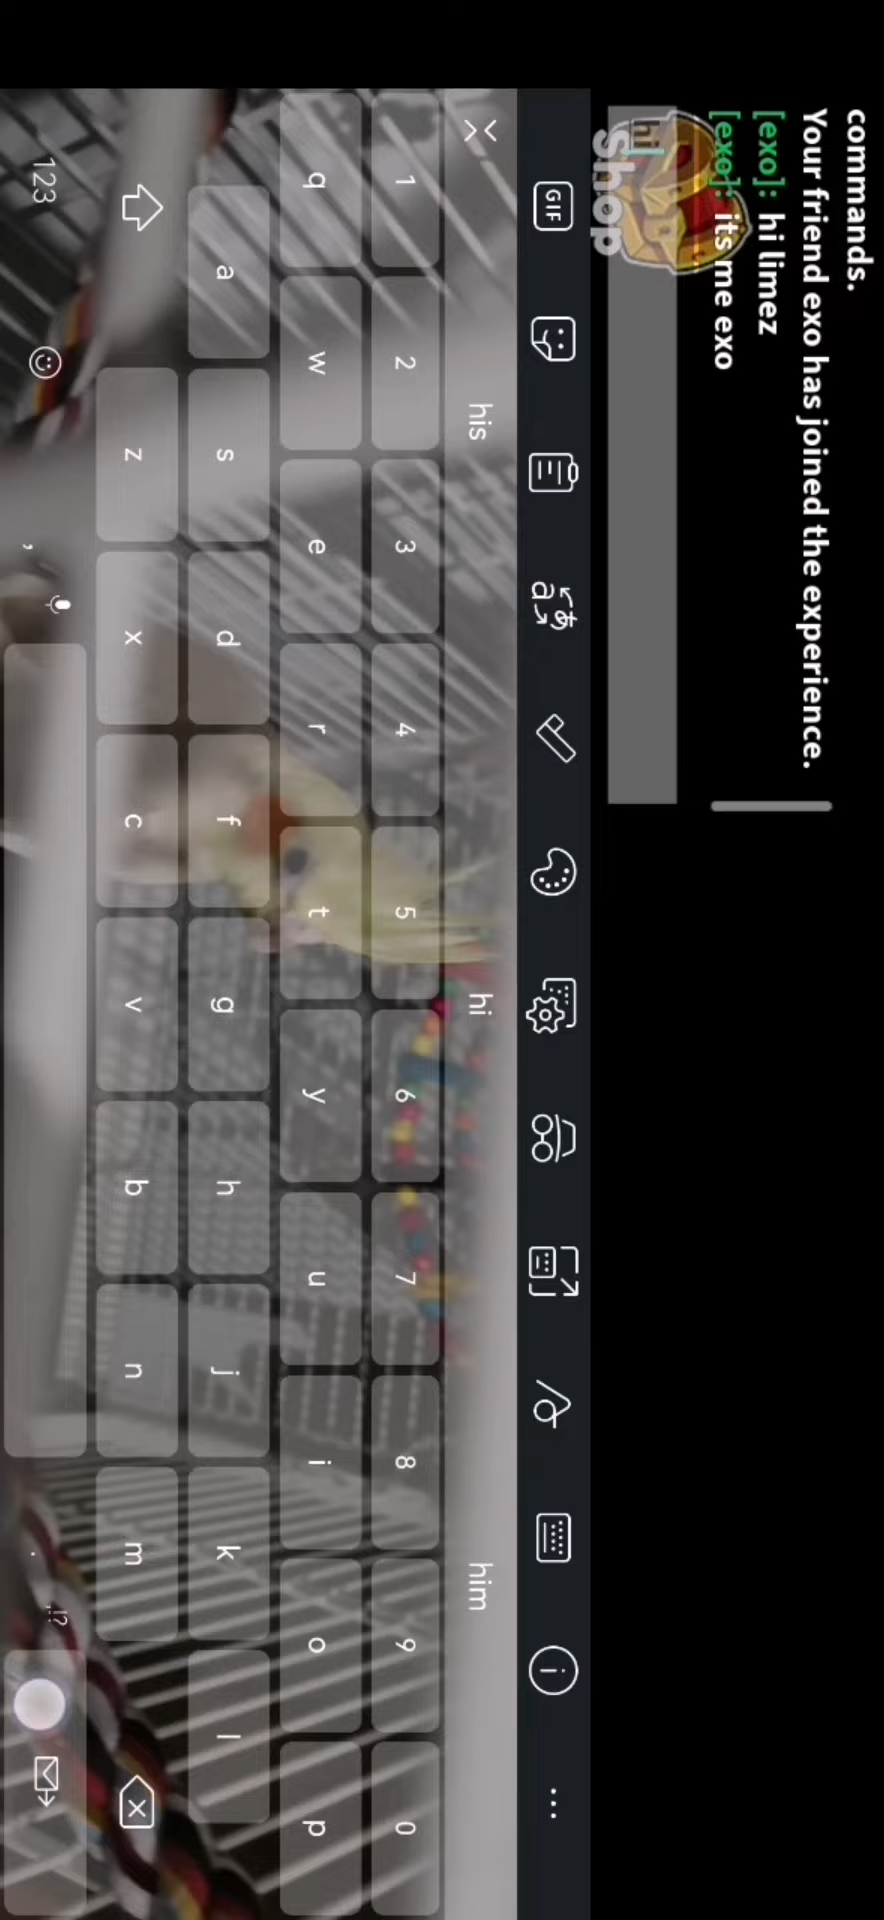 commands.
Your friend exo has joined the experience.
[exo]: hi limez
[exo]: its me exo
hi
Shop
GIF
his hi him
1 2 3 4 5 6 7 8 9 0
q w e r t y u i o p
a s d f g h j k l
z x c v b n m
123 , . ,!?